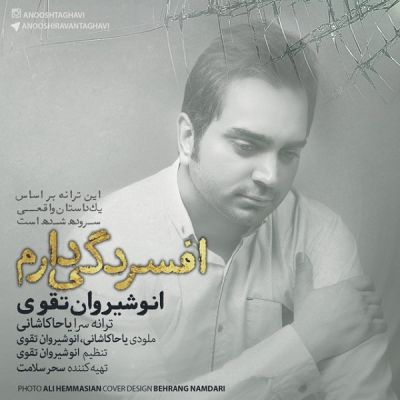 ANOOSHTAGHAVI
ANOOSHIRAVANTAGHAVI
این ترانه بر اساس
یک داستان واقعی
سروده شده است
افسردگی دارم
انوشیروان تقوی
ترانه سرا یاحا کاشانی
ملودی یاحا کاشانی، انوشیروان تقوی
تنظیم انوشیروان تقوی
تهیه کننده سحر سلامت
PHOTO ALI HEMMASIAN COVER DESIGN BEHRANG NAMDARI